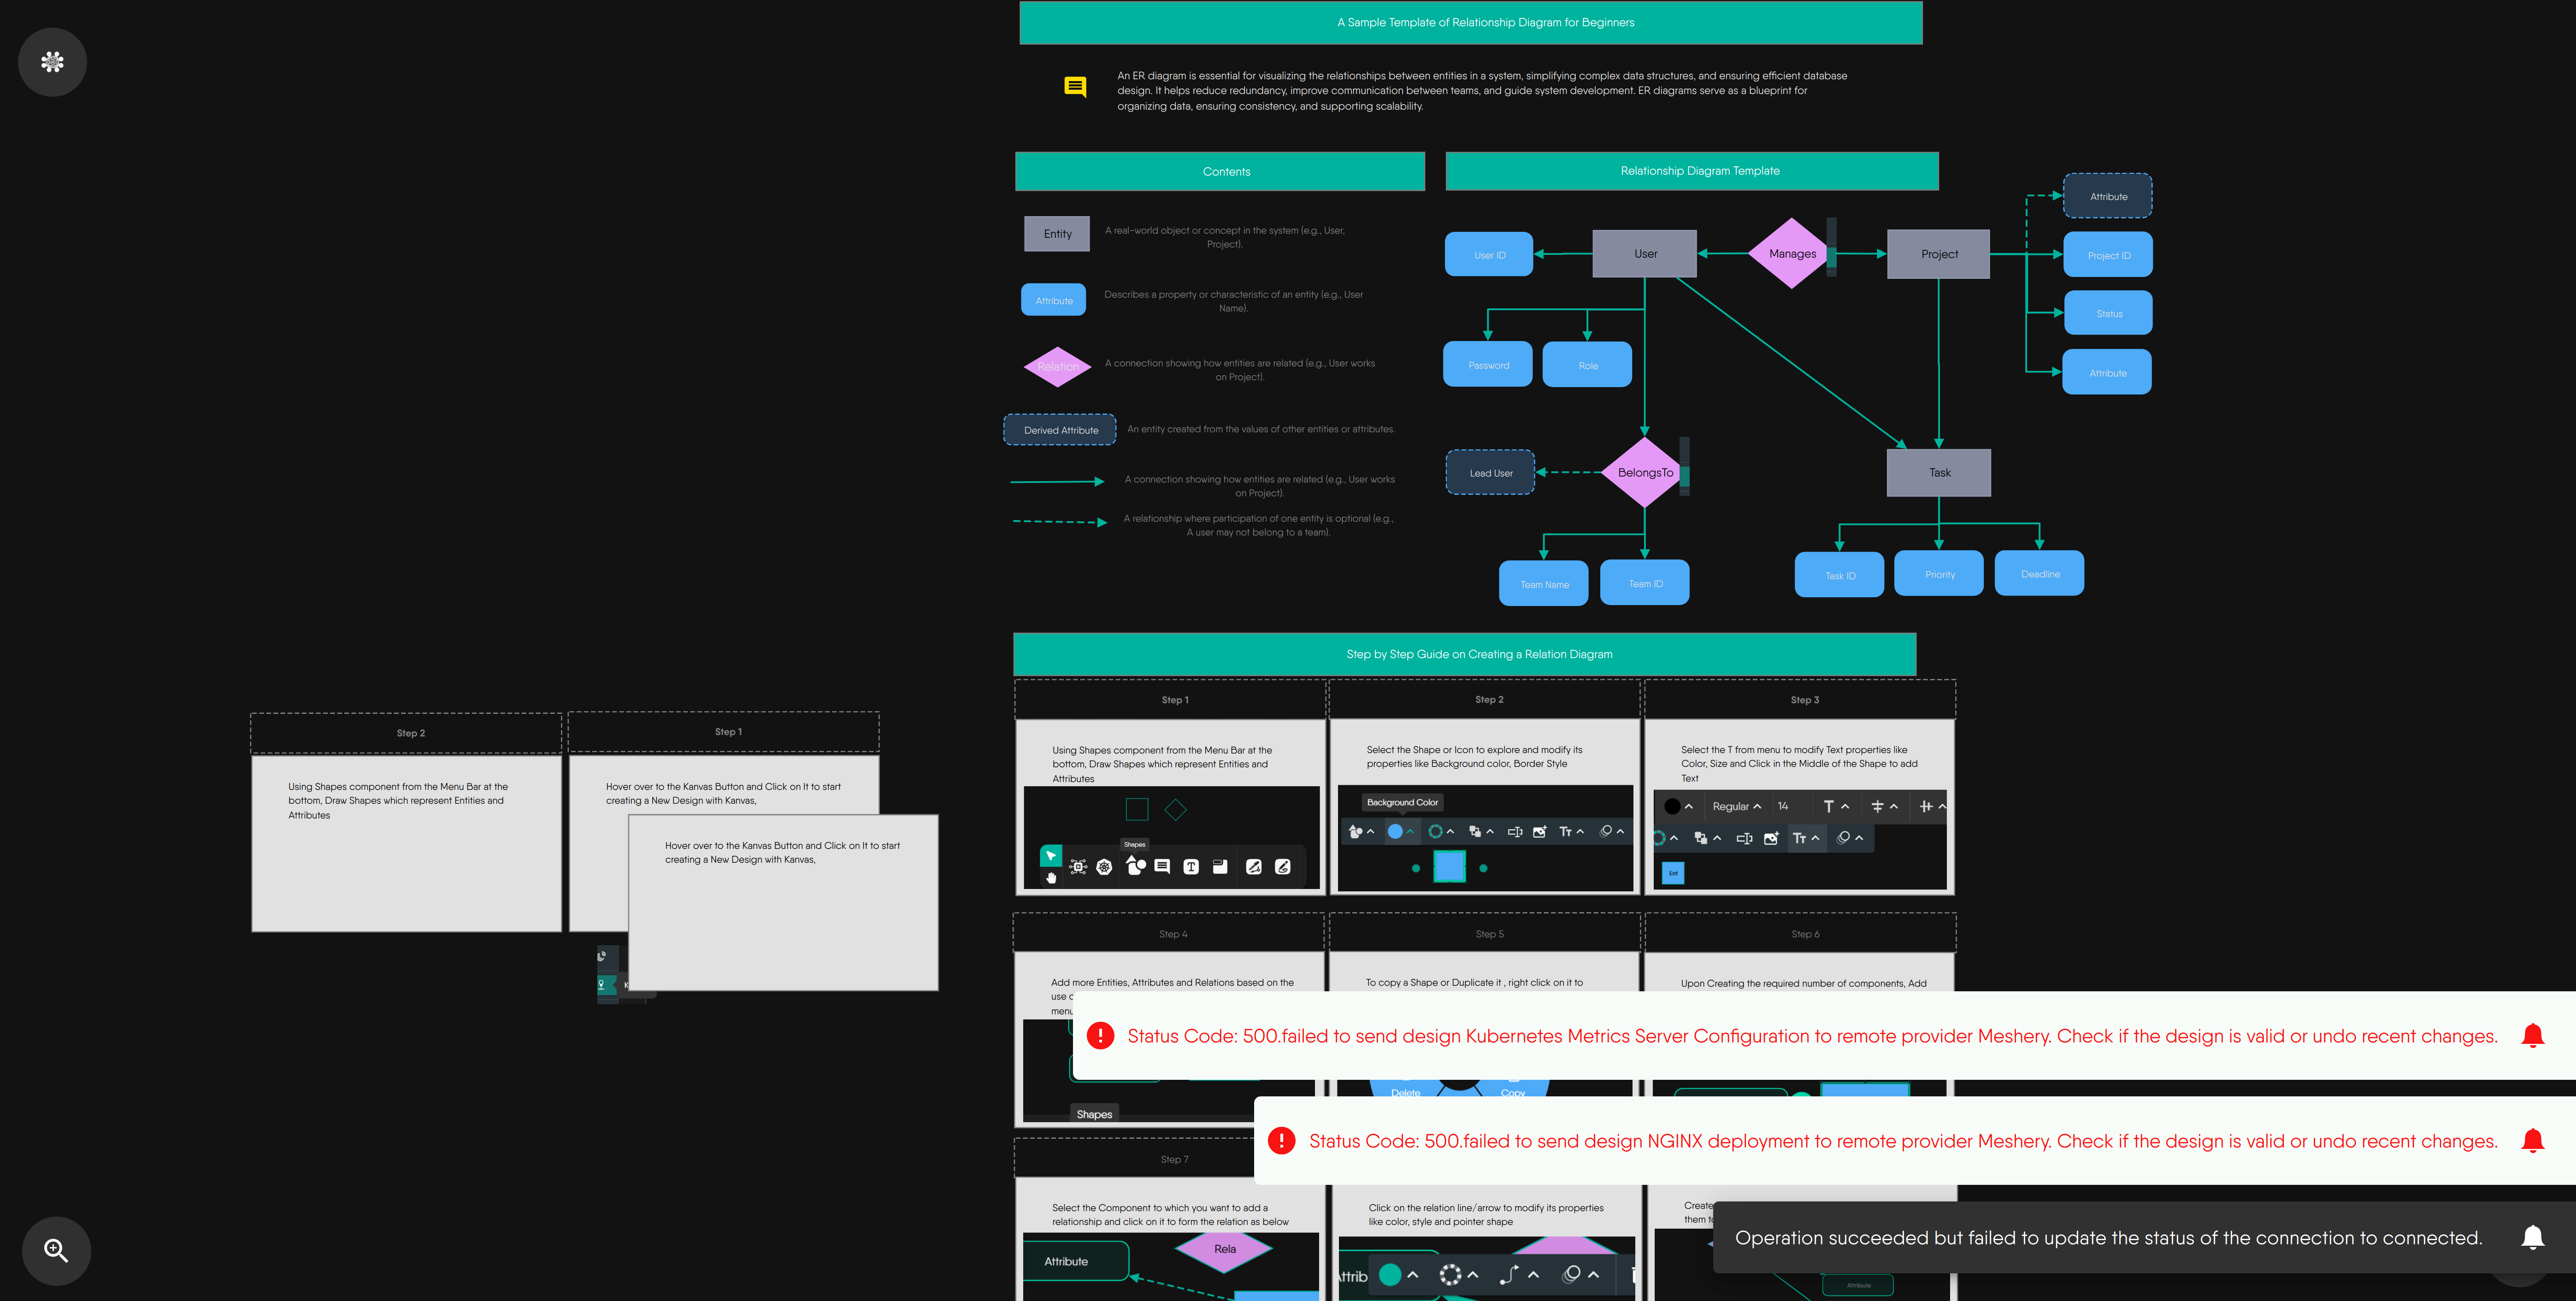 A Sample Template of Relationship Diagram for Beginners
An ER diagram is essential for visualizing the relationships between entities in a system, simplifying complex data structures, and ensuring efficient database
design. It helps reduce redundancy, improve communication between teams, and guide system development. ER diagrams serve as a blueprint for
organizing data, ensuring consistency, and supporting scalability.
Contents
Entity
A real-world object or concept in the system (e.g., User,
Project).
Attribute
Describes a property or characteristic of an entity (e.g., User
Name).
Relation
A connection showing how entities are related (e.g., User works
on Project).
Derived Attribute
An entity created from the values of other entities or attributes.
A connection showing how entities are related (e.g., User works
on Project).
A relationship where participation of one entity is optional (e.g.,
A user may not belong to a team).
Relationship Diagram Template
Attribute
User ID
User
Manages
Project
Project ID
Status
Password
Role
Attribute
Lead User
BelongsTo
Task
Team Name
Team ID
Task ID
Priority
Deadline
Step by Step Guide on Creating a Relation Diagram
Step 2
Using Shapes component from the Menu Bar at the
bottom, Draw Shapes which represent Entities and
Attributes
Step 1
Hover over to the Kanvas Button and Click on It to start
creating a New Design with Kanvas,
Hover over to the Kanvas Button and Click on It to start
creating a New Design with Kanvas,
K
Step 1
Using Shapes component from the Menu Bar at the
bottom, Draw Shapes which represent Entities and
Attributes
Shapes
T
Step 2
Select the Shape or Icon to explore and modify its
properties like Background color, Border Style
Background Color
Tт
Step 3
Select the T from menu to modify Text properties like
Color, Size and Click in the Middle of the Shape to add
Text
Regular
14
T
Tт
Ent
Step 4
Add more Entities, Attributes and Relations based on the
use c
menu
Shapes
Step 5
To copy a Shape or Duplicate it , right click on it to
Delete
Copy
Step 6
Upon Creating the required number of components, Add
Status Code: 500.failed to send design Kubernetes Metrics Server Configuration to remote provider Meshery. Check if the design is valid or undo recent changes.
Status Code: 500.failed to send design NGINX deployment to remote provider Meshery. Check if the design is valid or undo recent changes.
Step 7
Select the Component to which you want to add a
relationship and click on it to form the relation as below
Attribute
Rela
Click on the relation line/arrow to modify its properties
like color, style and pointer shape
Attrib
Create
them to
Operation succeeded but failed to update the status of the connection to connected.
Attribute